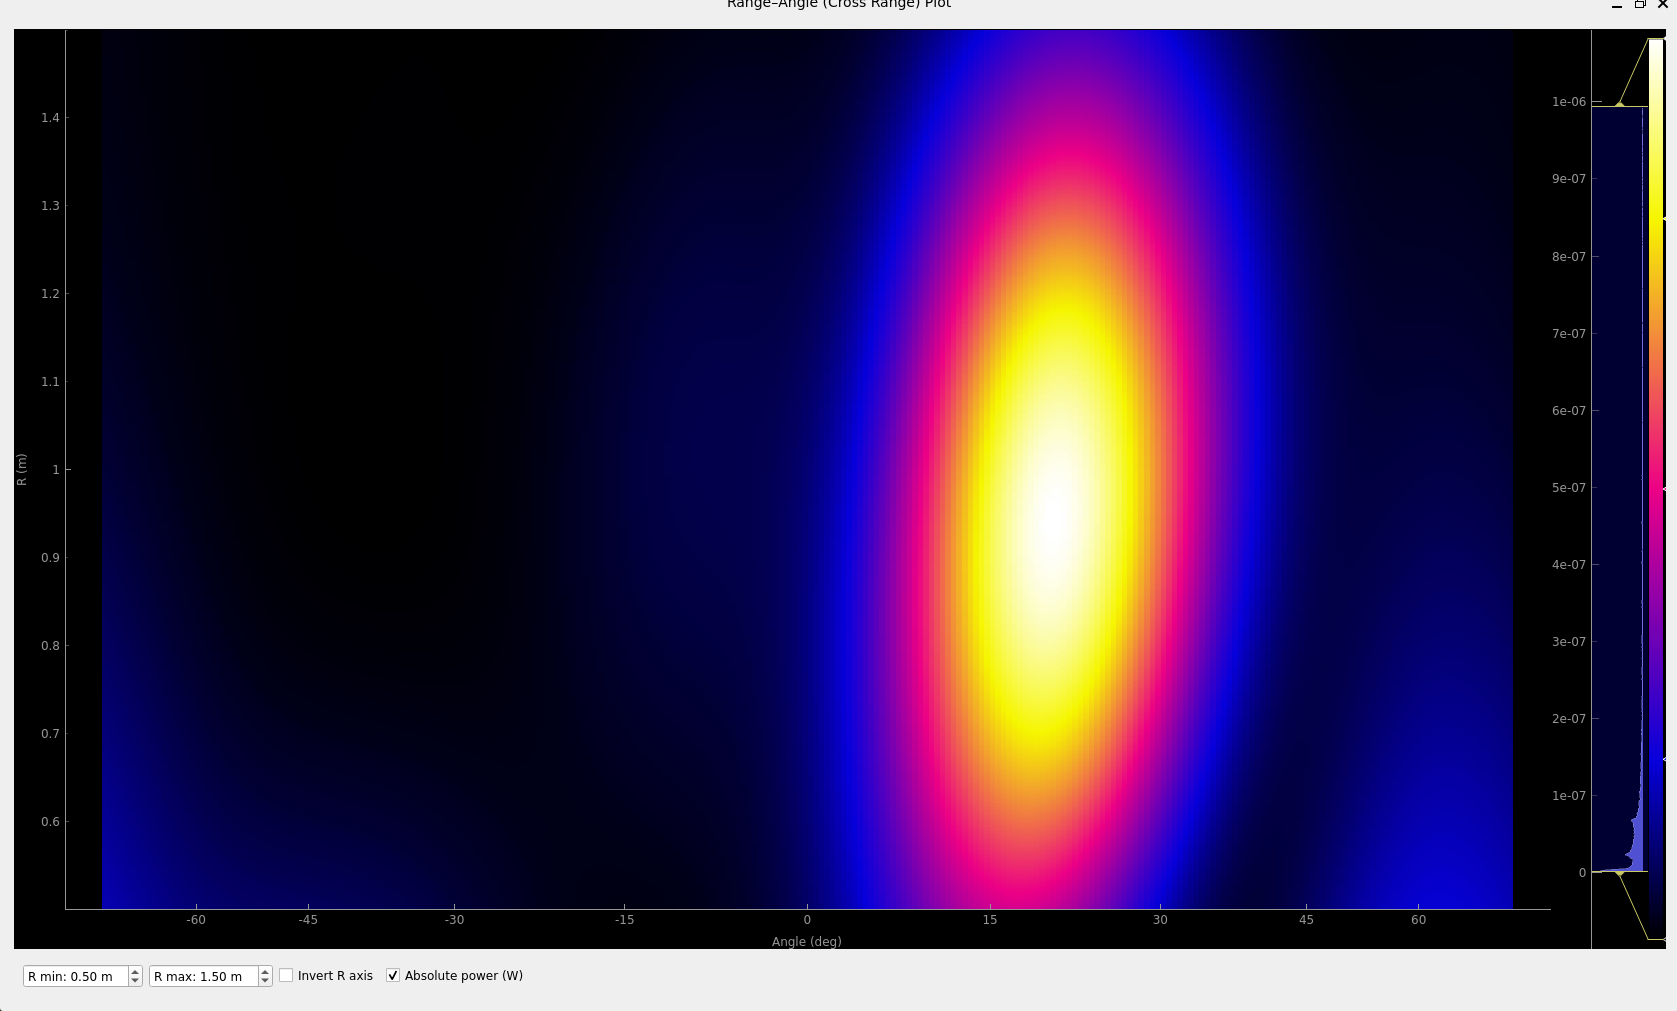 Range–Angle (Cross Range) Plot
1.4
1.3
1.2
1.1
1
0.9
0.8
0.7
0.6
R (m)
-60 -45 -30 -15 0 15 30 45 60
Angle (deg)
1e-06
9e-07
8e-07
7e-07
6e-07
5e-07
4e-07
3e-07
2e-07
1e-07
0
R min: 0.50 m R max: 1.50 m Invert R axis Absolute power (W)